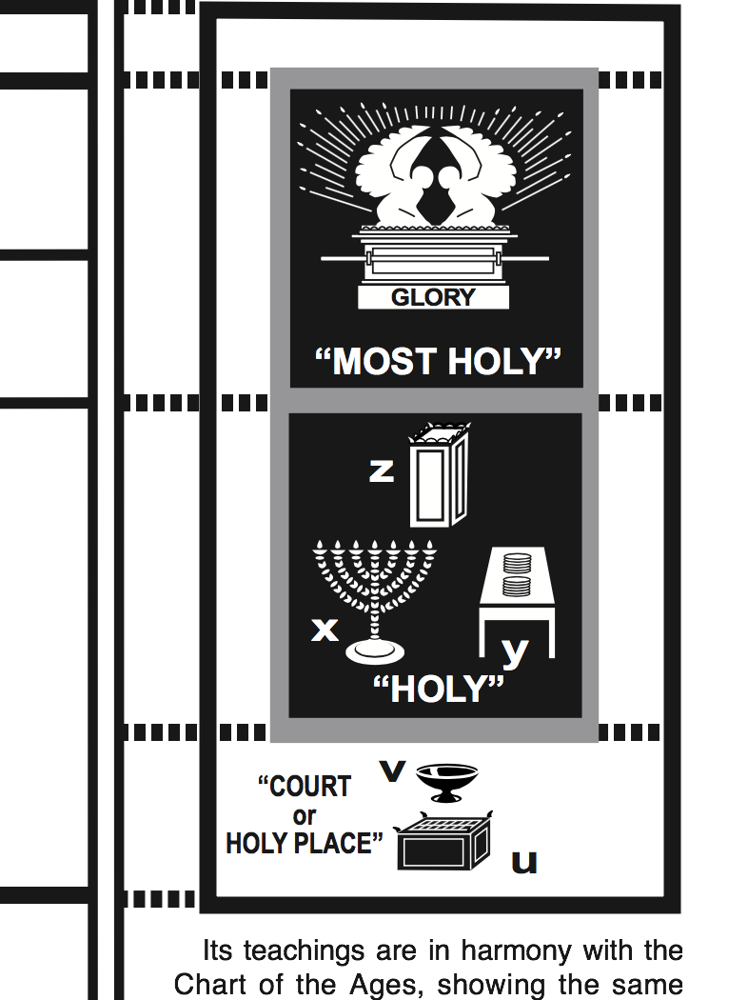 GLORY
“MOST HOLY”
z
x
y
“HOLY”
v
“COURT
or
HOLY PLACE”
u
Its teachings are in harmony with the
Chart of the Ages, showing the same